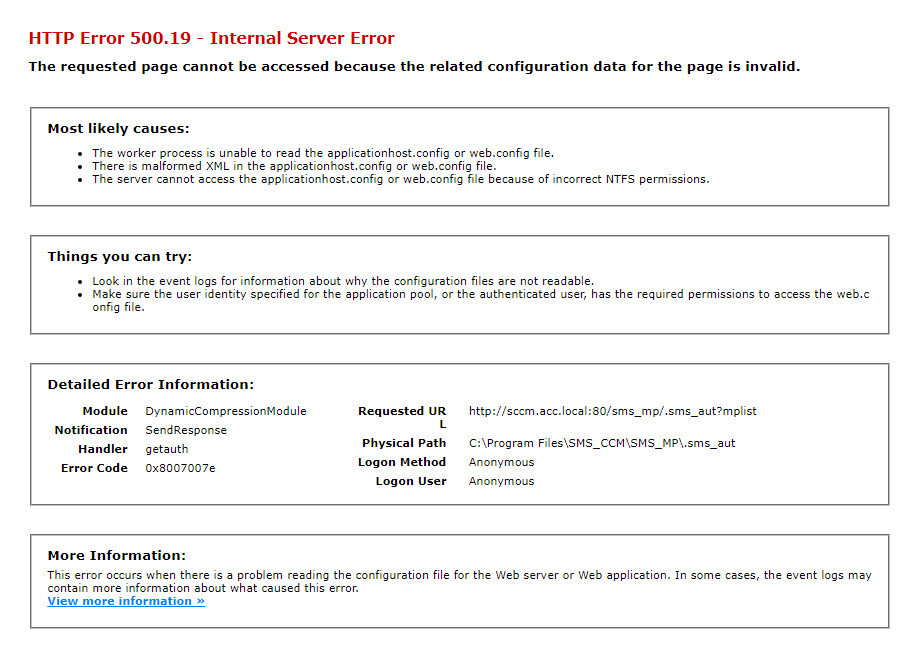 HTTP Error 500.19 - Internal Server Error
The requested page cannot be accessed because the related configuration data for the page is invalid.
Most likely causes:
• The worker process is unable to read the applicationhost.config or web.config file.
• There is malformed XML in the applicationhost.config or web.config file.
• The server cannot access the applicationhost.config or web.config file because of incorrect NTFS permissions.
Things you can try:
• Look in the event logs for information about why the configuration files are not readable.
• Make sure the user identity specified for the application pool, or the authenticated user, has the required permissions to access the web.c
onfig file.
Detailed Error Information:
Module DynamicCompressionModule
Notification SendResponse
Handler getauth
Error Code 0x8007007e
Requested UR http://sccm.acc.local:80/sms_mp/.sms_aut?mplist
L
Physical Path C:\Program Files\SMS_CCM\SMS_MP\.sms_aut
Logon Method Anonymous
Logon User Anonymous
More Information:
This error occurs when there is a problem reading the configuration file for the Web server or Web application. In some cases, the event logs may
contain more information about what caused this error.
View more information »